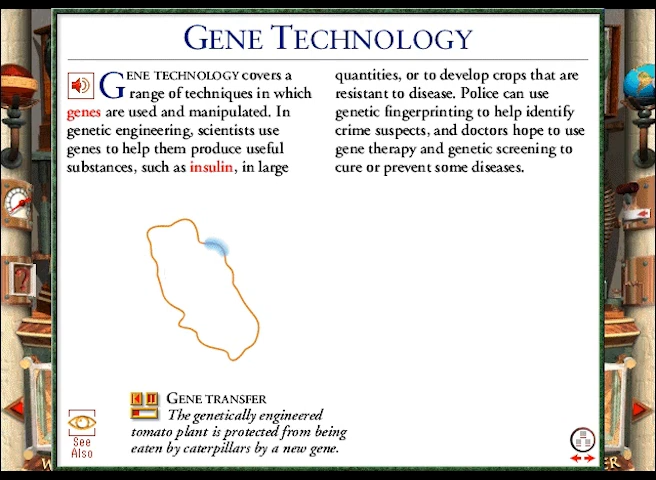 GENE TECHNOLOGY
GENE TECHNOLOGY covers a
range of techniques in which
genes are used and manipulated. In
genetic engineering, scientists use
genes to help them produce useful
substances, such as insulin, in large
quantities, or to develop crops that are
resistant to disease. Police can use
genetic fingerprinting to help identify
crime suspects, and doctors hope to use
gene therapy and genetic screening to
cure or prevent some diseases.
GENE TRANSFER
The genetically engineered
tomato plant is protected from being
eaten by caterpillars by a new gene.
See
Also